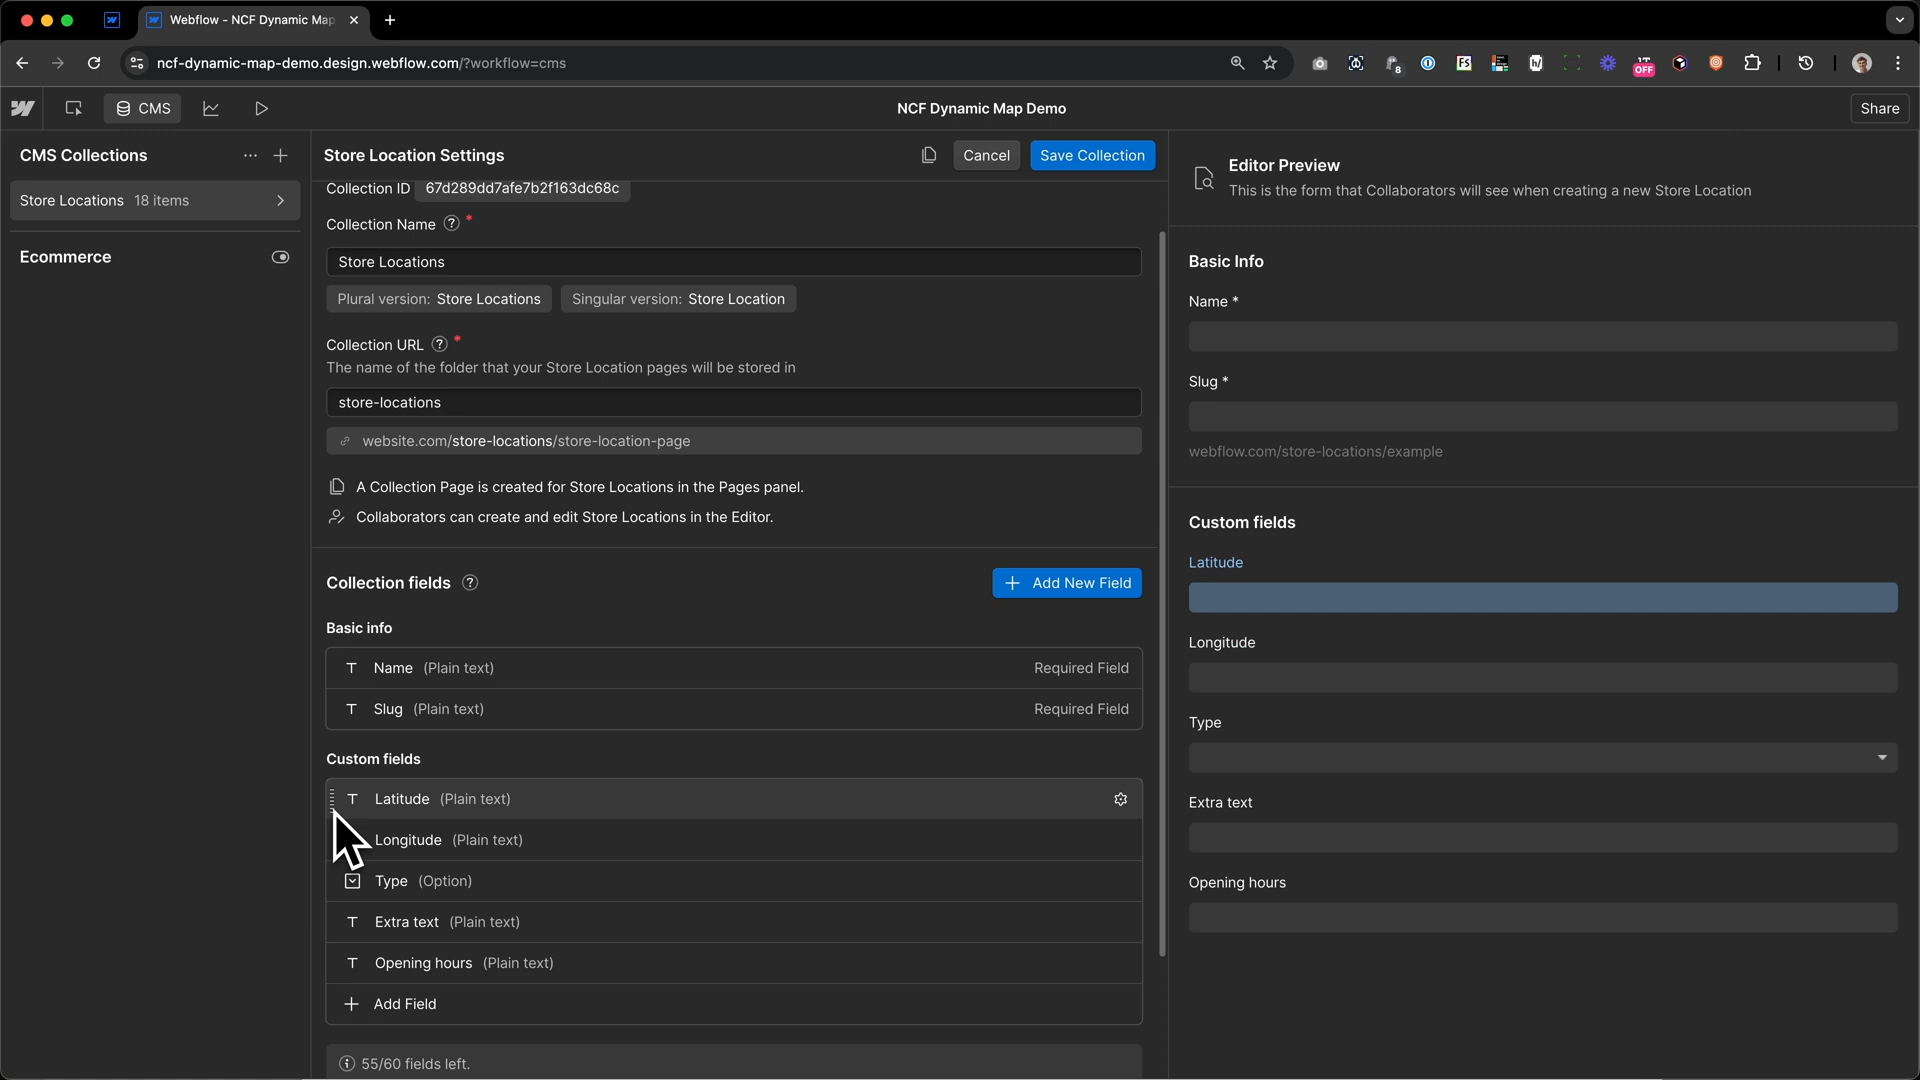 Webflow - NCF Dynamic Map
ncf-dynamic-map-demo.design.webflow.com/?workflow=cms
8
FS
OFF
CMS
NCF Dynamic Map Demo
Share
CMS Collections
Store Locations 18 items
Ecommerce
Store Location Settings
Cancel
Save Collection
Collection ID 67d289dd7afe7b2f163dc68c
Collection Name ? *
Store Locations
Plural version: Store Locations
Singular version: Store Location
Collection URL ? *
The name of the folder that your Store Location pages will be stored in
store-locations
website.com/store-locations/store-location-page
A Collection Page is created for Store Locations in the Pages panel.
Collaborators can create and edit Store Locations in the Editor.
Collection fields ?
+ Add New Field
Basic info
T Name (Plain text) Required Field
T Slug (Plain text) Required Field
Custom fields
T Latitude (Plain text)
Longitude (Plain text)
Type (Option)
T Extra text (Plain text)
T Opening hours (Plain text)
+ Add Field
55/60 fields left.
Editor Preview
This is the form that Collaborators will see when creating a new Store Location
Basic Info
Name *
Slug *
webflow.com/store-locations/example
Custom fields
Latitude
Longitude
Type
Extra text
Opening hours